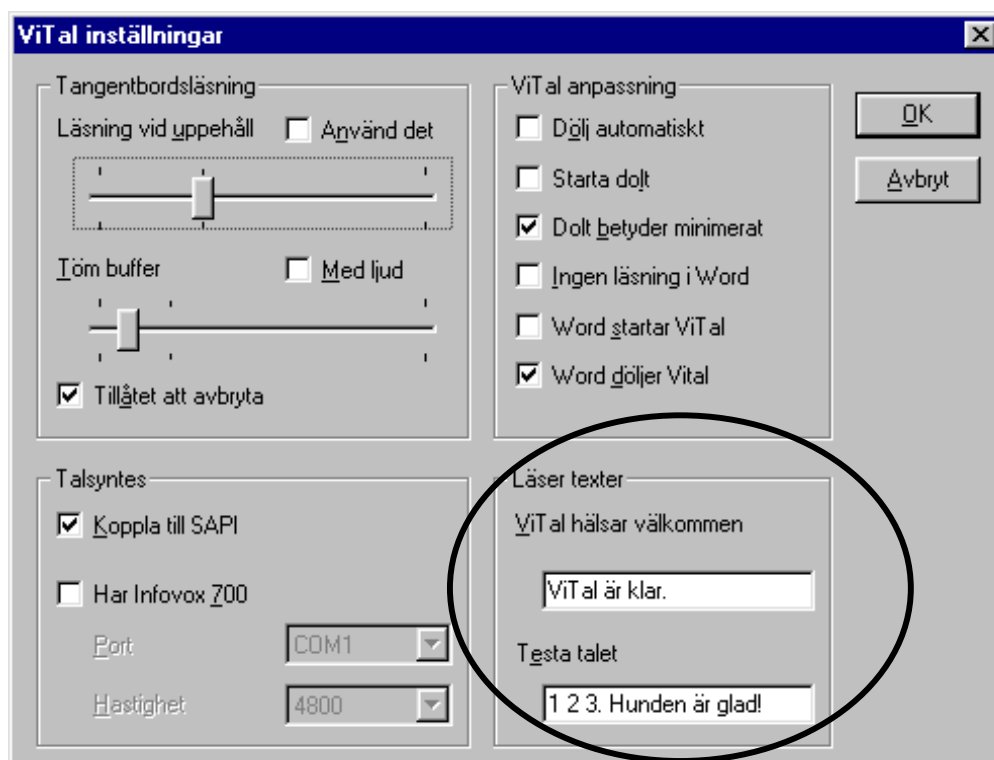 ViTal inställningar
Tangentbordsläsning
Läsning vid uppehåll
Använd det
Töm buffer
Med ljud
Tillåtet att avbryta
ViTal anpassning
Dölj automatiskt
Starta dolt
Dolt betyder minimerat
Ingen läsning i Word
Word startar ViTal
Word döljer Vital
OK
Avbryt
Talsyntes
Koppla till SAPI
Har Infovox 700
Port
COM1
Hastighet
4800
Läser texter
ViTal hälsar välkommen
ViTal är klar.
Testa talet
1 2 3. Hunden är glad!